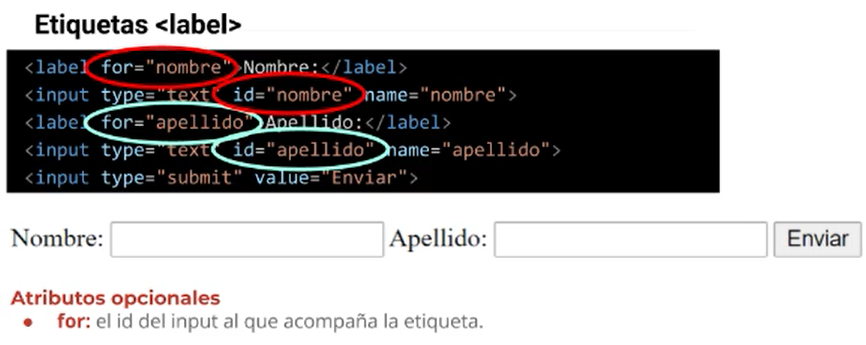 Etiquetas <label>
<label for="nombre" Nombre:</label>
<input type="text" id="nombre" name="nombre">
<label for="apellido" Apellido:</label>
<input type="text" id="apellido" name="apellido">
<input type="submit" value="Enviar">
Nombre: Apellido: Enviar
Atributos opcionales
• for: el id del input al que acompaña la etiqueta.